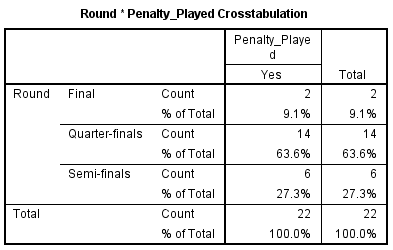 Round * Penalty_Played Crosstabulation
Penalty_Playe
d
Yes Total
Round Final Count 2 2
% of Total 9.1% 9.1%
Quarter-finals Count 14 14
% of Total 63.6% 63.6%
Semi-finals Count 6 6
% of Total 27.3% 27.3%
Total Count 22 22
% of Total 100.0% 100.0%